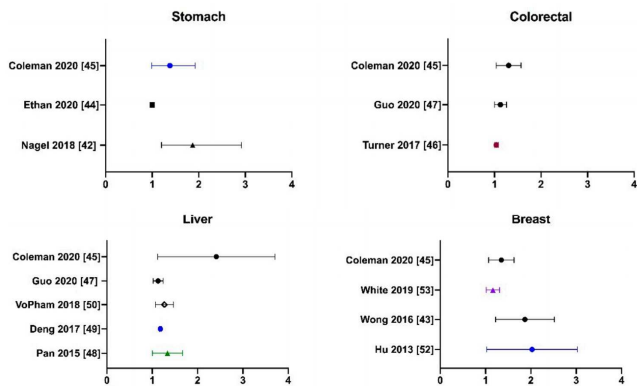 Stomach
Coleman 2020 [45]
Ethan 2020 [44]
Nagel 2018 [42]
0 1 2 3 4
Colorectal
Coleman 2020 [45]
Guo 2020 [47]
Turner 2017 [46]
0 1 2 3 4
Liver
Coleman 2020 [45]
Guo 2020 [47]
VoPham 2018 [50]
Deng 2017 [49]
Pan 2015 [48]
0 1 2 3 4
Breast
Coleman 2020 [45]
White 2019 [53]
Wong 2016 [43]
Hu 2013 [52]
0 1 2 3 4